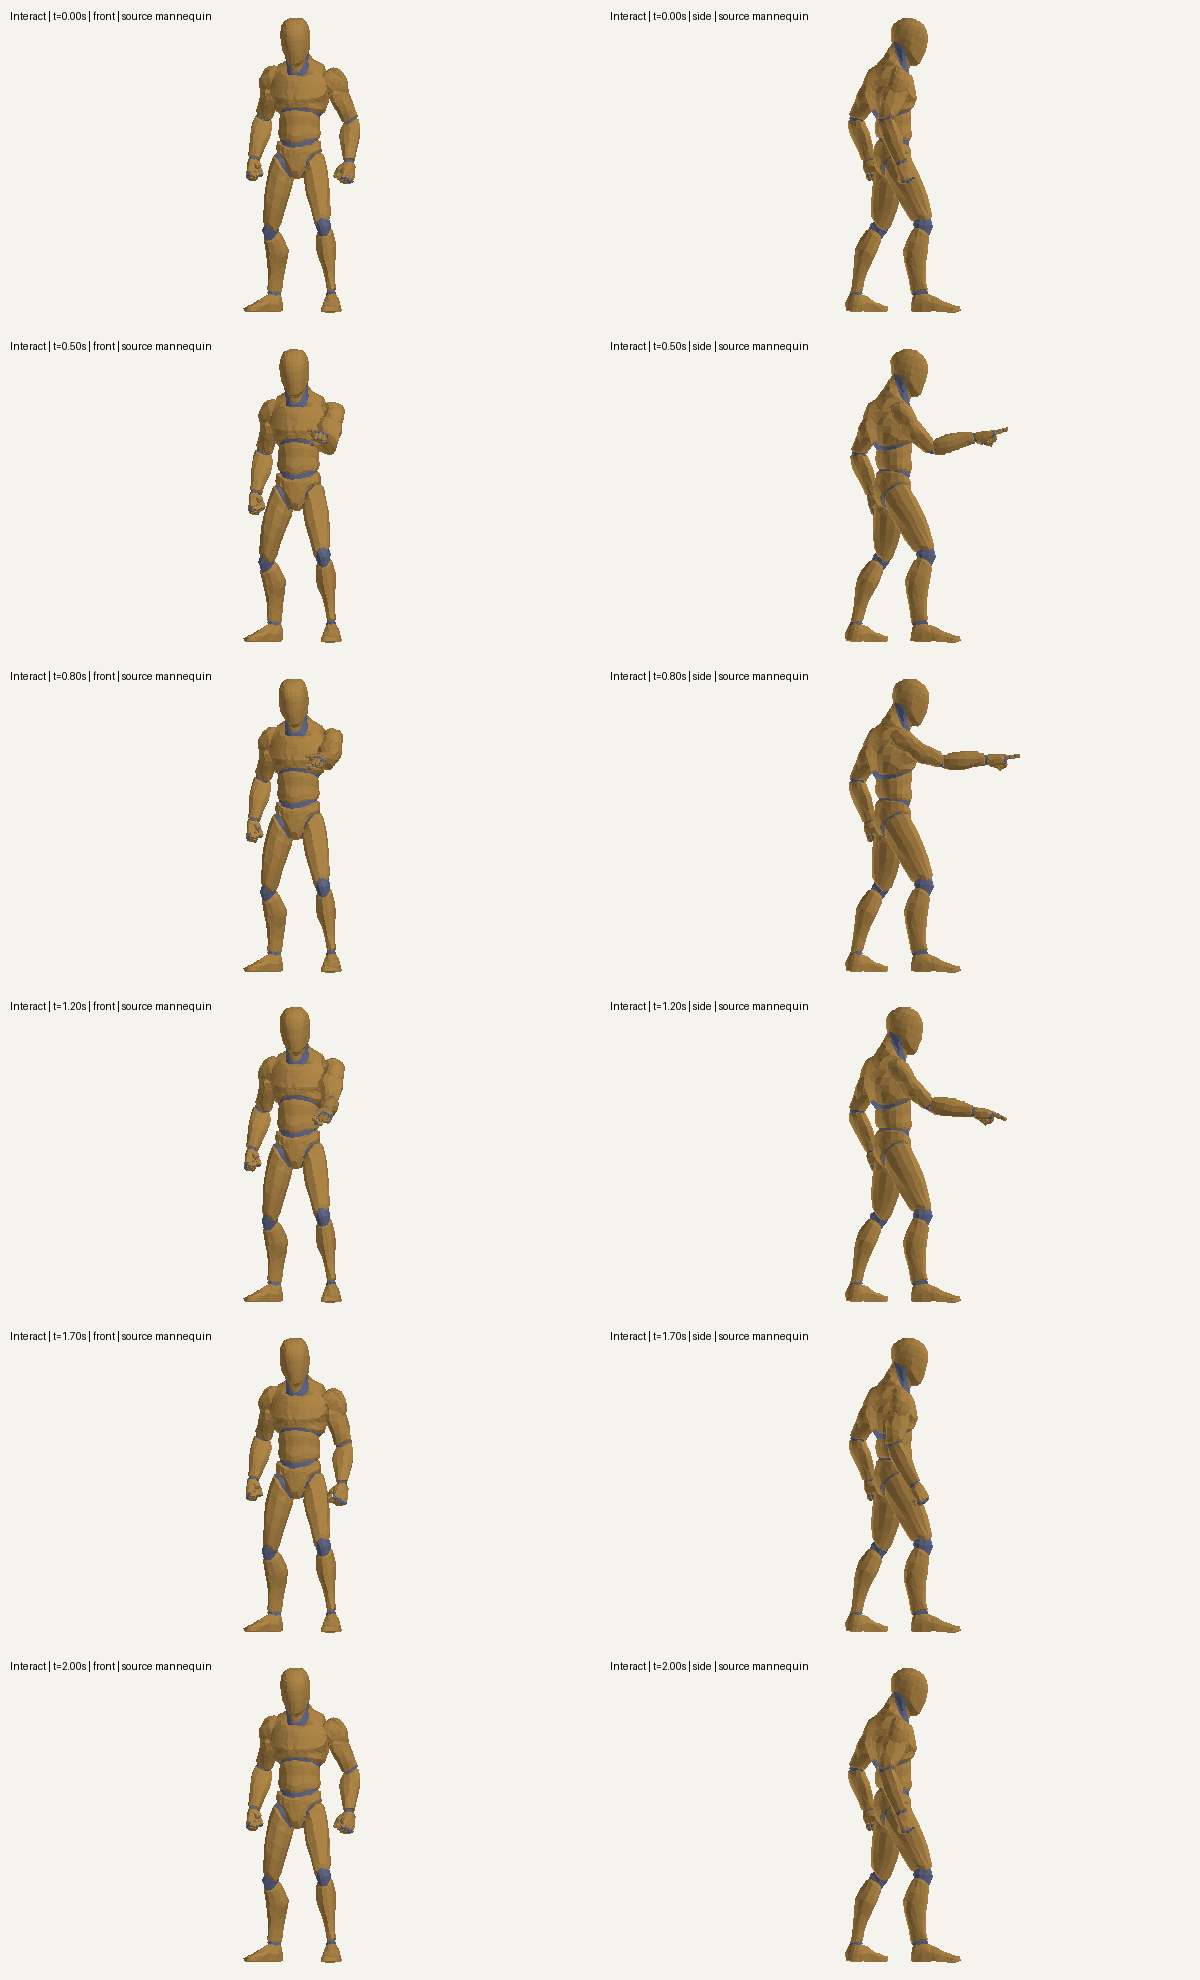 Interact | t=0.00s | front | source mannequin
Interact | t=0.00s | side | source mannequin
Interact | t=0.50s | front | source mannequin
Interact | t=0.50s | side | source mannequin
Interact | t=0.80s | front | source mannequin
Interact | t=0.80s | side | source mannequin
Interact | t=1.20s | front | source mannequin
Interact | t=1.20s | side | source mannequin
Interact | t=1.70s | front | source mannequin
Interact | t=1.70s | side | source mannequin
Interact | t=2.00s | front | source mannequin
Interact | t=2.00s | side | source mannequin